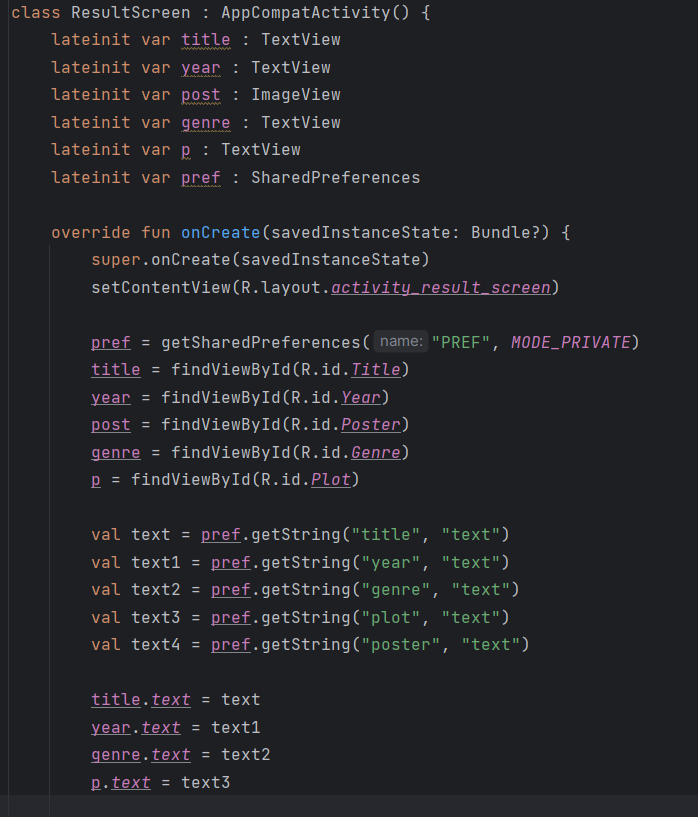 class ResultScreen : AppCompatActivity() {
    lateinit var title : TextView
    lateinit var year : TextView
    lateinit var post : ImageView
    lateinit var genre : TextView
    lateinit var p : TextView
    lateinit var pref : SharedPreferences
    override fun onCreate(savedInstanceState: Bundle?) {
        super.onCreate(savedInstanceState)
        setContentView(R.layout.activity_result_screen)
        pref = getSharedPreferences( name: "PREF", MODE_PRIVATE)
        title = findViewById(R.id.Title)
        year = findViewById(R.id.Year)
        post = findViewById(R.id.Poster)
        genre = findViewById(R.id.Genre)
        p = findViewById(R.id.Plot)
        val text = pref.getString("title", "text")
        val text1 = pref.getString("year", "text")
        val text2 = pref.getString("genre", "text")
        val text3 = pref.getString("plot", "text")
        val text4 = pref.getString("poster", "text")
        title.text = text
        year.text = text1
        genre.text = text2
        p.text = text3